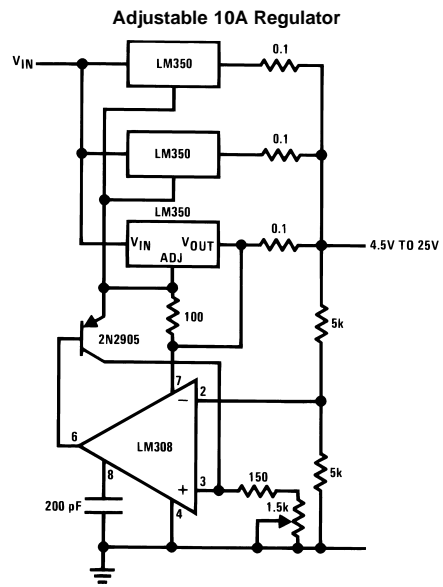 Adjustable 10A Regulator
VIN
LM350
0.1
LM350
0.1
LM350
VIN
VOUT
ADJ
0.1
4.5V TO 25V
100
5k
2N2905
7
2
6
LM308
8
3
150
5k
1.5k
200 pF
4